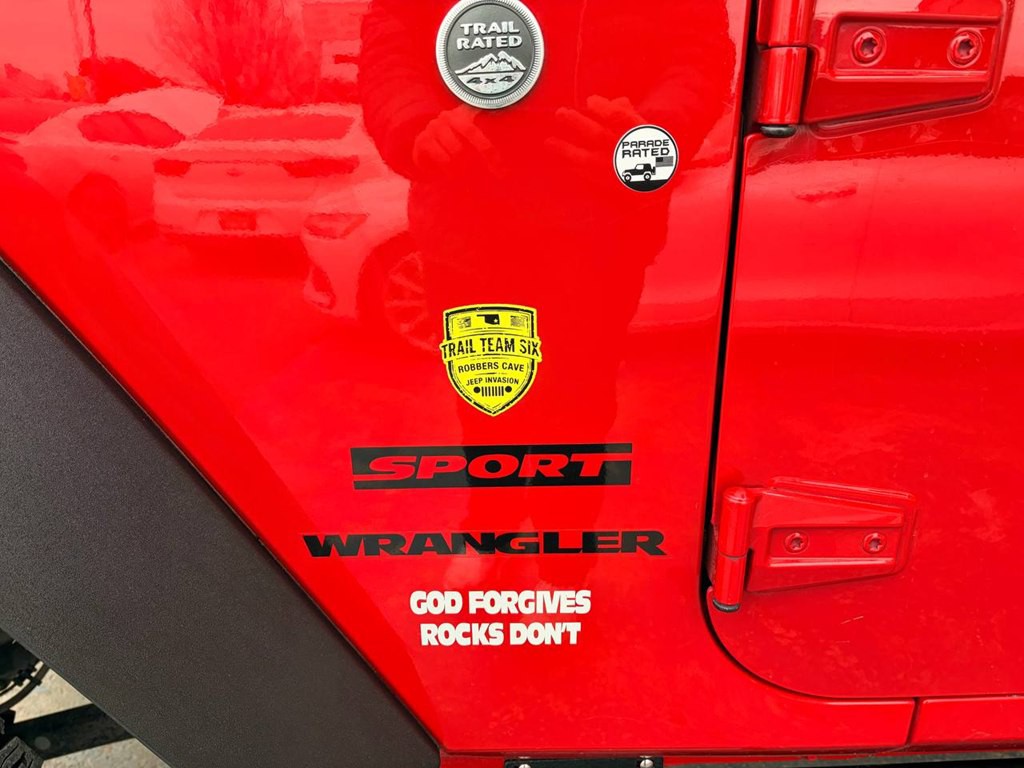 TRAIL
RATED
4x4
PARADE
RATED
TRAIL TEAM SIX
ROBBERS CAVE
JEEP INVASION
SPORT
WRANGLER
GOD FORGIVES
ROCKS DON'T